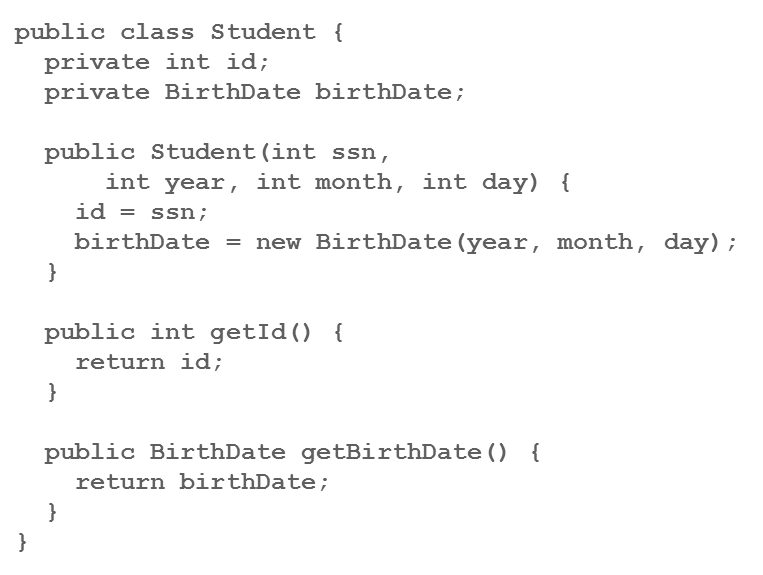 public class Student {
  private int id;
  private BirthDate birthDate;

  public Student(int ssn,
      int year, int month, int day) {
    id = ssn;
    birthDate = new BirthDate(year, month, day);
  }

  public int getId() {
    return id;
  }

  public BirthDate getBirthDate() {
    return birthDate;
  }
}